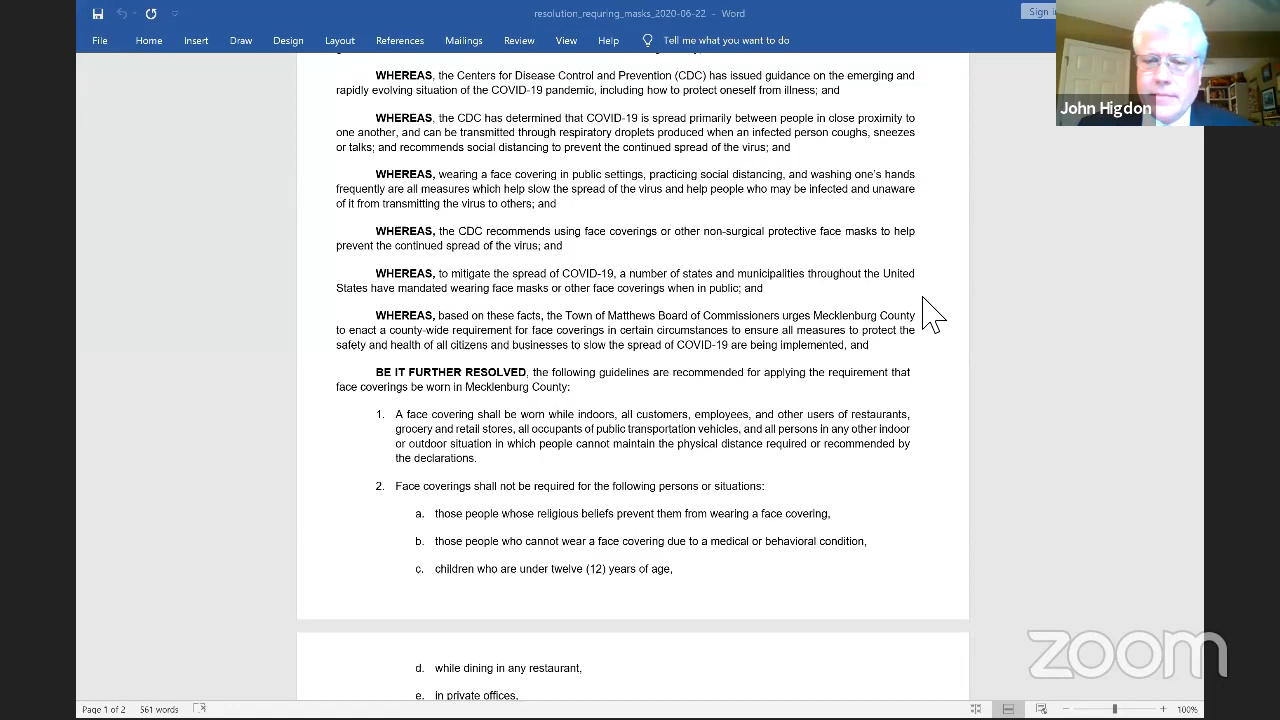 resolution_requring_masks_2020-06-22 - Word
Sign i
File Home Insert Draw Design Layout References Mailings Review View Help Tell me what you want to do
John Higdon
WHEREAS, the Centers for Disease Control and Prevention (CDC) has issued guidance on the emerging and
rapidly evolving situation of the COVID-19 pandemic, including how to protect oneself from illness; and
WHEREAS, the CDC has determined that COVID-19 is spread primarily between people in close proximity to
one another, and can be transmitted through respiratory droplets produced when an infected person coughs, sneezes
or talks; and recommends social distancing to prevent the continued spread of the virus; and
WHEREAS, wearing a face covering in public settings, practicing social distancing, and washing one's hands
frequently are all measures which help slow the spread of the virus and help people who may be infected and unaware
of it from transmitting the virus to others; and
WHEREAS, the CDC recommends using face coverings or other non-surgical protective face masks to help
prevent the continued spread of the virus; and
WHEREAS, to mitigate the spread of COVID-19, a number of states and municipalities throughout the United
States have mandated wearing face masks or other face coverings when in public; and
WHEREAS, based on these facts, the Town of Matthews Board of Commissioners urges Mecklenburg County
to enact a county-wide requirement for face coverings in certain circumstances to ensure all measures to protect the
safety and health of all citizens and businesses to slow the spread of COVID-19 are being implemented, and
BE IT FURTHER RESOLVED, the following guidelines are recommended for applying the requirement that
face coverings be worn in Mecklenburg County:
1. A face covering shall be worn while indoors, all customers, employees, and other users of restaurants,
grocery and retail stores, all occupants of public transportation vehicles, and all persons in any other indoor
or outdoor situation in which people cannot maintain the physical distance required or recommended by
the declarations.
2. Face coverings shall not be required for the following persons or situations:
a. those people whose religious beliefs prevent them from wearing a face covering,
b. those people who cannot wear a face covering due to a medical or behavioral condition,
c. children who are under twelve (12) years of age,
d. while dining in any restaurant,
e. in private offices,
zoom
Page 1 of 2 561 words 100%